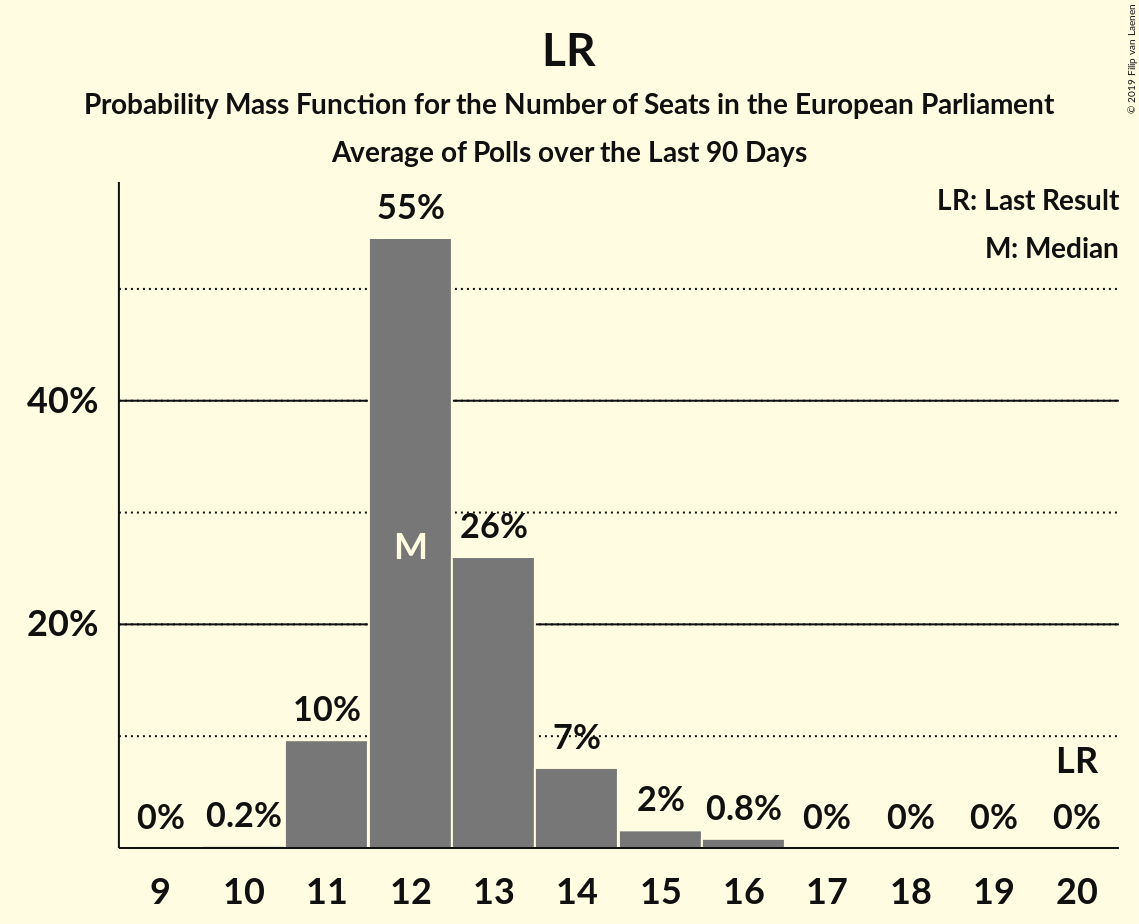 LR
Probability Mass Function for the Number of Seats in the European Parliament
Average of Polls over the Last 90 Days
© 2019 Filip van Laenen
LR: Last Result
M: Median
55%
40%
26%
M
20%
10%
7%
LR
0% 0.2% 2% 0.8% 0% 0% 0% 0%
9 10 11 12 13 14 15 16 17 18 19 20